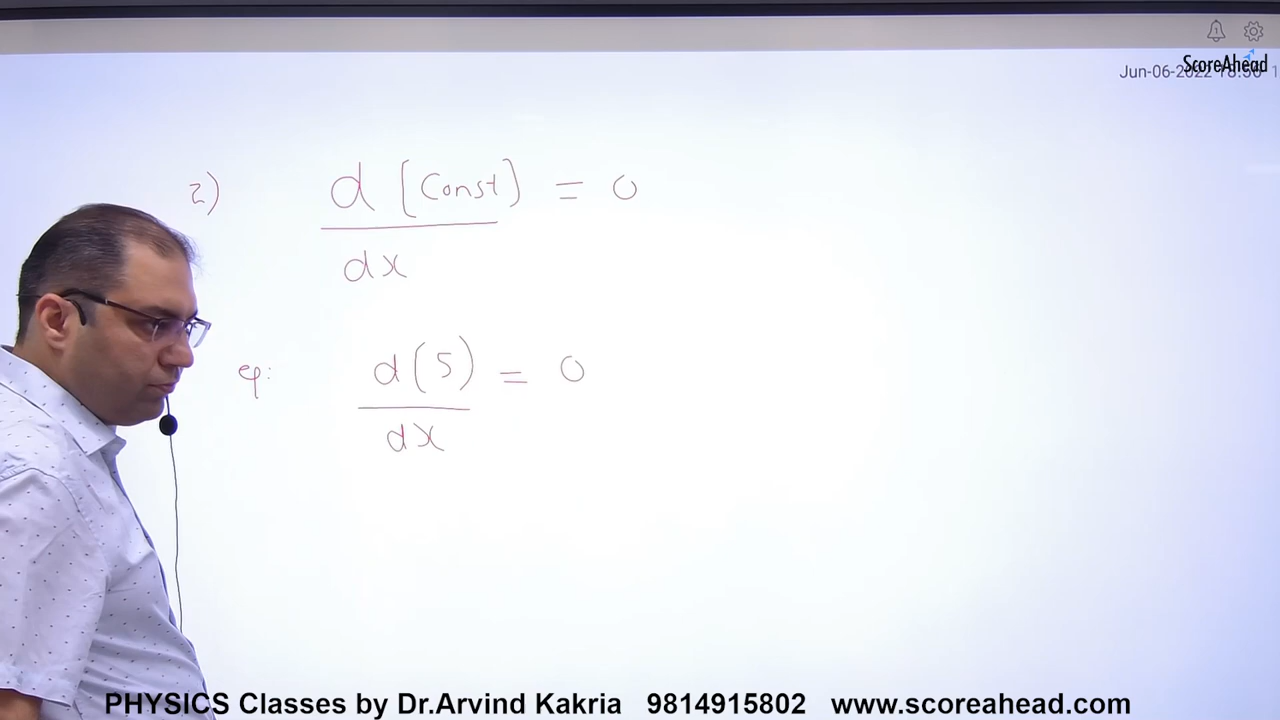 ScoreAhead
Jun-06-2022
2) d [Const] = 0
dx
eg: d(5) = 0
dx
PHYSICS Classes by Dr.Arvind Kakria 9814915802 www.scoreahead.com